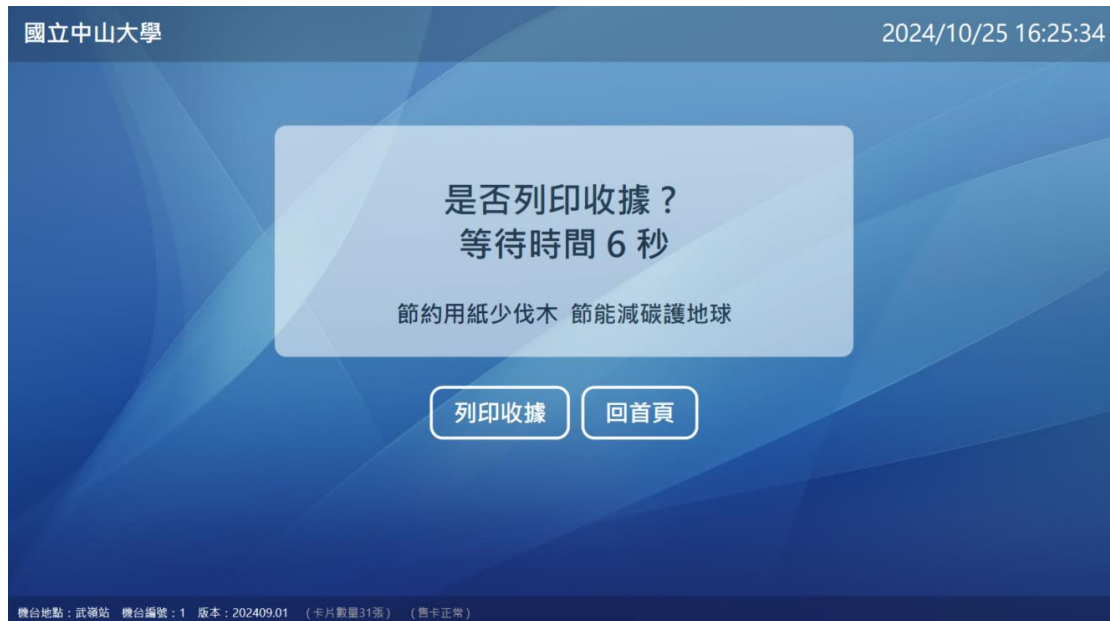 國立中山大學
2024/10/25 16:25:34
是否列印收據？
等待時間 6 秒
節約用紙少伐木 節能減碳護地球
列印收據
回首頁
機台地點：武嶺站 機台編號：1 版本：202409.01 （卡片數量31張） （售卡正常）